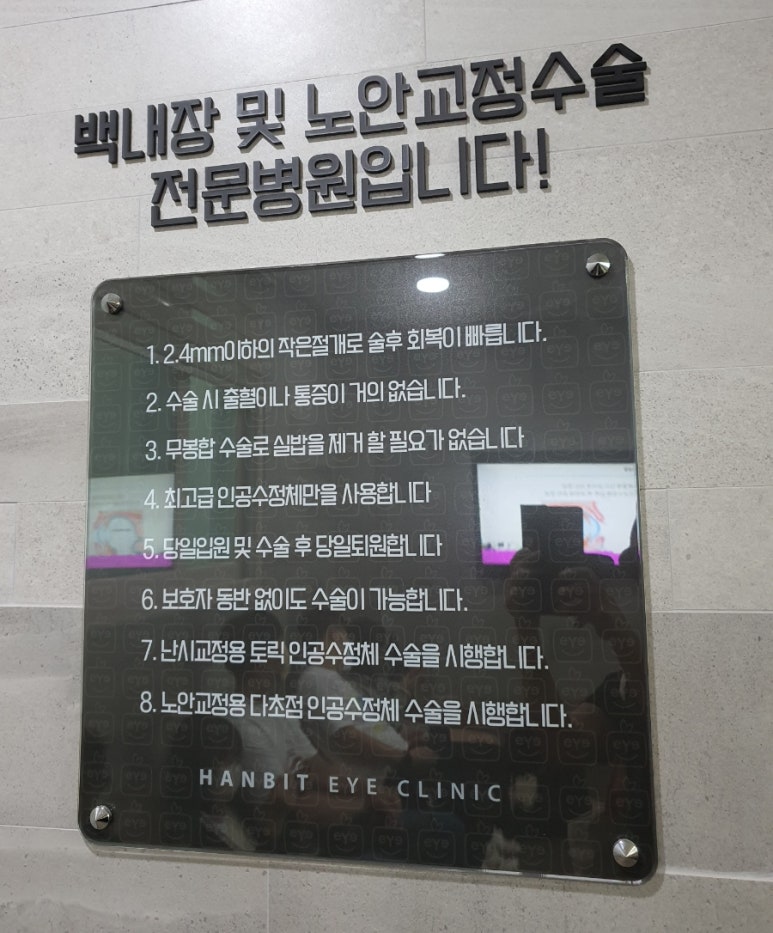 백내장 및 노안교정수술
전문병원입니다!
1. 2.4mm이하의 작은절개로 술후 회복이 빠릅니다.
2. 수술 시 출혈이나 통증이 거의 없습니다.
3. 무봉합 수술로 실밥을 제거 할 필요가 없습니다
4. 최고급 인공수정체만을 사용합니다
5. 당일입원 및 수술 후 당일퇴원합니다
6. 보호자 동반 없이도 수술이 가능합니다.
7. 난시교정용 토릭 인공수정체 수술을 시행합니다.
8. 노안교정용 다초점 인공수정체 수술을 시행합니다.
HANBIT EYE CLINIC